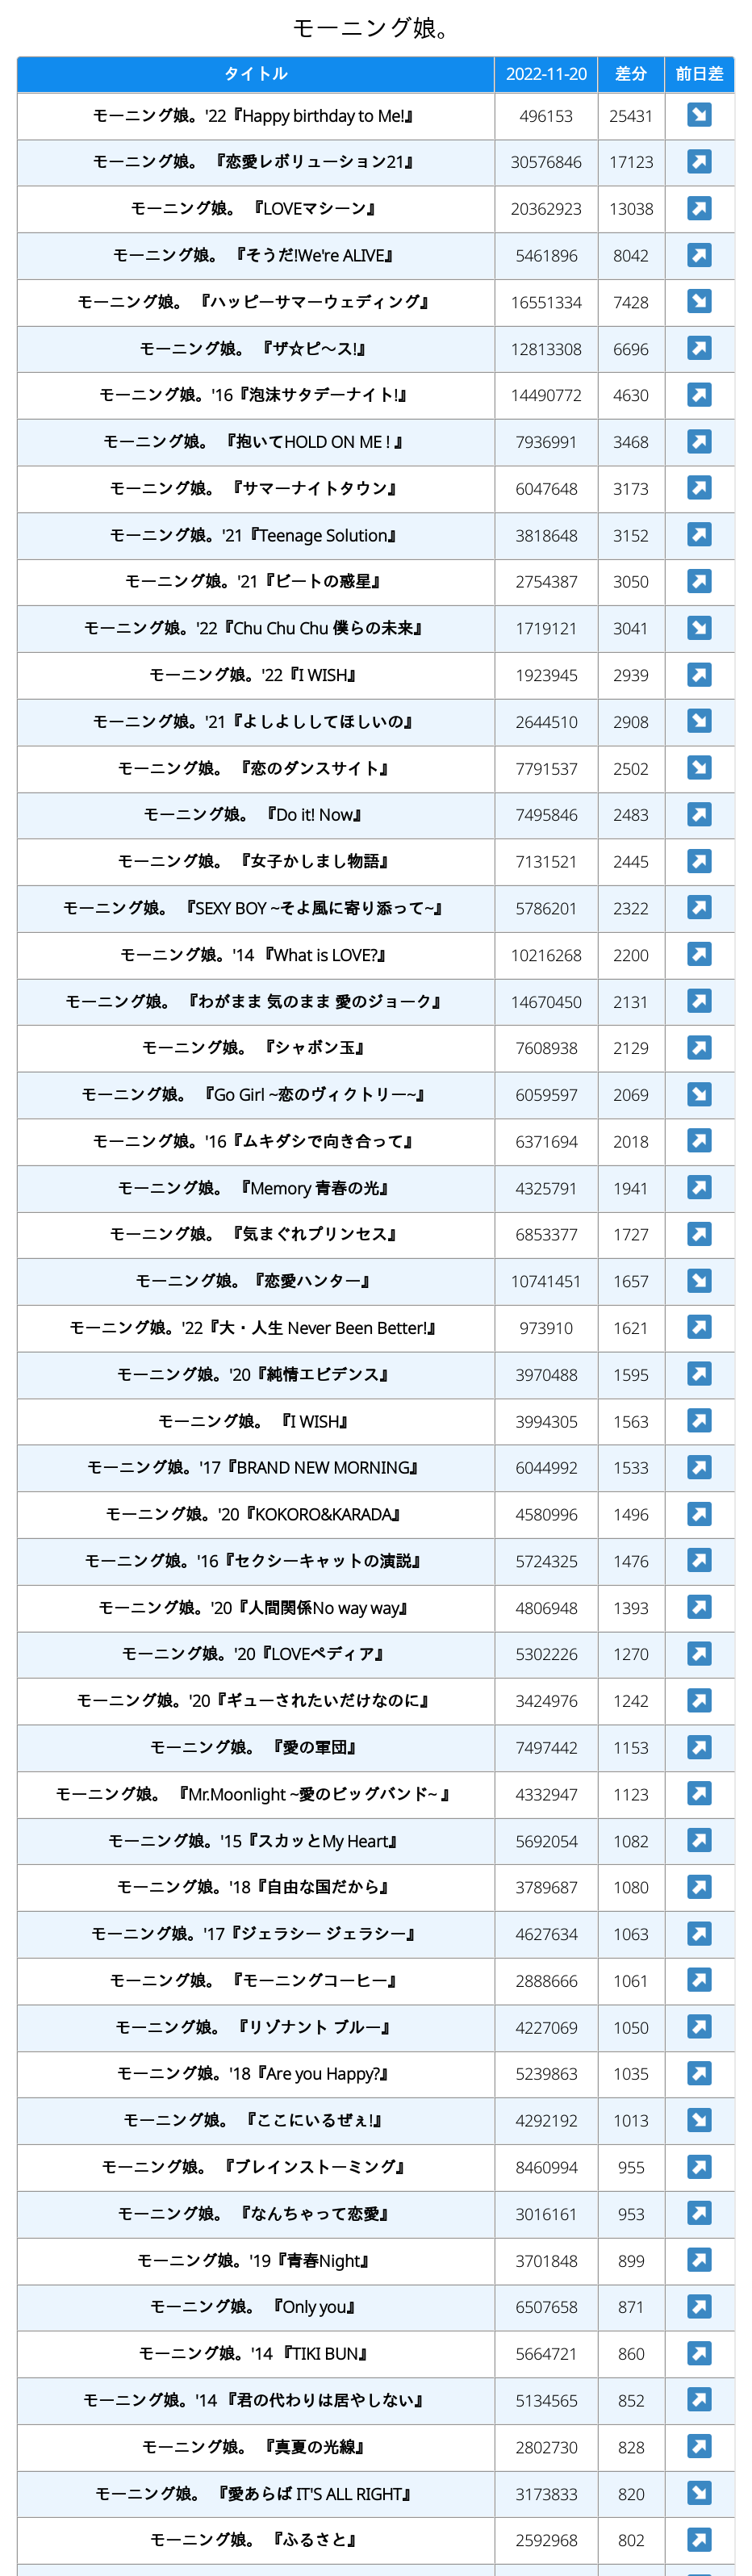 モーニング娘。
タイトル 2022-11-20 差分 前日差
モーニング娘。'22『Happy birthday to Me!』 496153 25431
モーニング娘。 『恋愛レボリューション21』 30576846 17123
モーニング娘。 『LOVEマシーン』 20362923 13038
モーニング娘。 『そうだ!We're ALIVE』 5461896 8042
モーニング娘。 『ハッピーサマーウェディング』 16551334 7428
モーニング娘。 『ザ☆ピ〜ス!』 12813308 6696
モーニング娘。'16『泡沫サタデーナイト!』 14490772 4630
モーニング娘。 『抱いてHOLD ON ME ! 』 7936991 3468
モーニング娘。 『サマーナイトタウン』 6047648 3173
モーニング娘。'21『Teenage Solution』 3818648 3152
モーニング娘。'21『ビートの惑星』 2754387 3050
モーニング娘。'22『Chu Chu Chu 僕らの未来』 1719121 3041
モーニング娘。'22『I WISH』 1923945 2939
モーニング娘。'21『よしよししてほしいの』 2644510 2908
モーニング娘。 『恋のダンスサイト』 7791537 2502
モーニング娘。 『Do it! Now』 7495846 2483
モーニング娘。 『女子かしまし物語』 7131521 2445
モーニング娘。 『SEXY BOY ~そよ風に寄り添って~』 5786201 2322
モーニング娘。'14 『What is LOVE?』 10216268 2200
モーニング娘。 『わがまま 気のまま 愛のジョーク』 14670450 2131
モーニング娘。 『シャボン玉』 7608938 2129
モーニング娘。 『Go Girl ~恋のヴィクトリー~』 6059597 2069
モーニング娘。'16『ムキダシで向き合って』 6371694 2018
モーニング娘。 『Memory 青春の光』 4325791 1941
モーニング娘。 『気まぐれプリンセス』 6853377 1727
モーニング娘。『恋愛ハンター』 10741451 1657
モーニング娘。'22『大・人生 Never Been Better!』 973910 1621
モーニング娘。'20『純情エビデンス』 3970488 1595
モーニング娘。 『I WISH』 3994305 1563
モーニング娘。'17『BRAND NEW MORNING』 6044992 1533
モーニング娘。'20『KOKORO&KARADA』 4580996 1496
モーニング娘。'16『セクシーキャットの演説』 5724325 1476
モーニング娘。'20『人間関係No way way』 4806948 1393
モーニング娘。'20『LOVEペディア』 5302226 1270
モーニング娘。'20『ギューされたいだけなのに』 3424976 1242
モーニング娘。 『愛の軍団』 7497442 1153
モーニング娘。 『Mr.Moonlight ~愛のビッグバンド~ 』 4332947 1123
モーニング娘。'15『スカッとMy Heart』 5692054 1082
モーニング娘。'18『自由な国だから』 3789687 1080
モーニング娘。'17『ジェラシー ジェラシー』 4627634 1063
モーニング娘。 『モーニングコーヒー』 2888666 1061
モーニング娘。 『リゾナント ブルー』 4227069 1050
モーニング娘。'18『Are you Happy?』 5239863 1035
モーニング娘。 『ここにいるぜぇ!』 4292192 1013
モーニング娘。 『ブレインストーミング』 8460994 955
モーニング娘。 『なんちゃって恋愛』 3016161 953
モーニング娘。'19『青春Night』 3701848 899
モーニング娘。 『Only you』 6507658 871
モーニング娘。'14 『TIKI BUN』 5664721 860
モーニング娘。'14 『君の代わりは居やしない』 5134565 852
モーニング娘。 『真夏の光線』 2802730 828
モーニング娘。 『愛あらば IT'S ALL RIGHT』 3173833 820
モーニング娘。 『ふるさと』 2592968 802